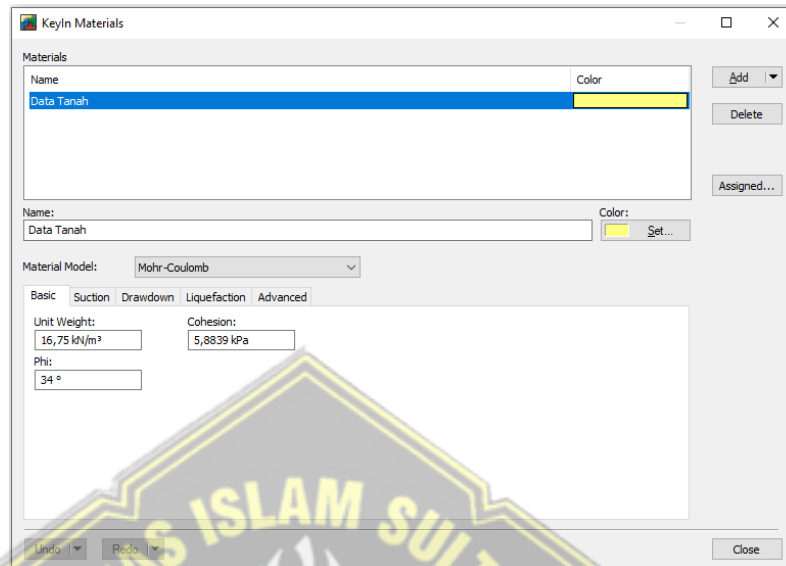 KeyIn Materials
Materials
Name Color
Data Tanah
Add
Delete
Assigned...
Name: Color:
Data Tanah Set...
Material Model: Mohr-Coulomb
Basic Suction Drawdown Liquefaction Advanced
Unit Weight: Cohesion:
16,75 kN/m³ 5,8839 kPa
Phi:
34 °
ISLAM SUL
Undo Redo Close